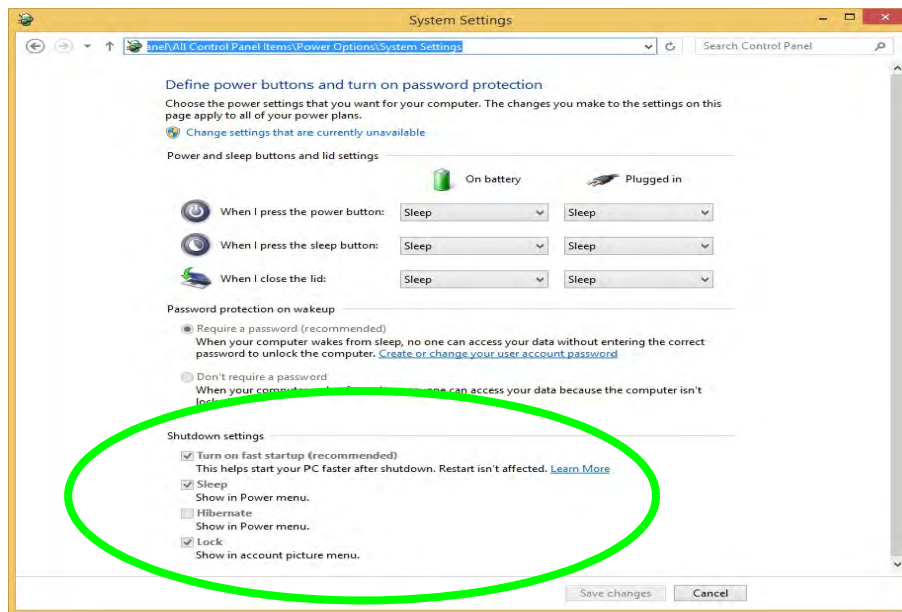 System Settings
anel\All Control Panel Items\Power Options\System Settings
Search Control Panel
Define power buttons and turn on password protection
Choose the power settings that you want for your computer. The changes you make to the settings on this
page apply to all of your power plans.
Change settings that are currently unavailable
Power and sleep buttons and lid settings
On battery Plugged in
When I press the power button: Sleep Sleep
When I press the sleep button: Sleep Sleep
When I close the lid: Sleep Sleep
Password protection on wakeup
Require a password (recommended)
When your computer wakes from sleep, no one can access your data without entering the correct
password to unlock the computer. Create or change your user account password
Don't require a password
When your computer can access your data because the computer isn't
Shutdown settings
Turn on fast startup (recommended)
This helps start your PC faster after shutdown. Restart isn't affected. Learn More
Sleep
Show in Power menu.
Hibernate
Show in Power menu.
Lock
Show in account picture menu.
Save changes Cancel